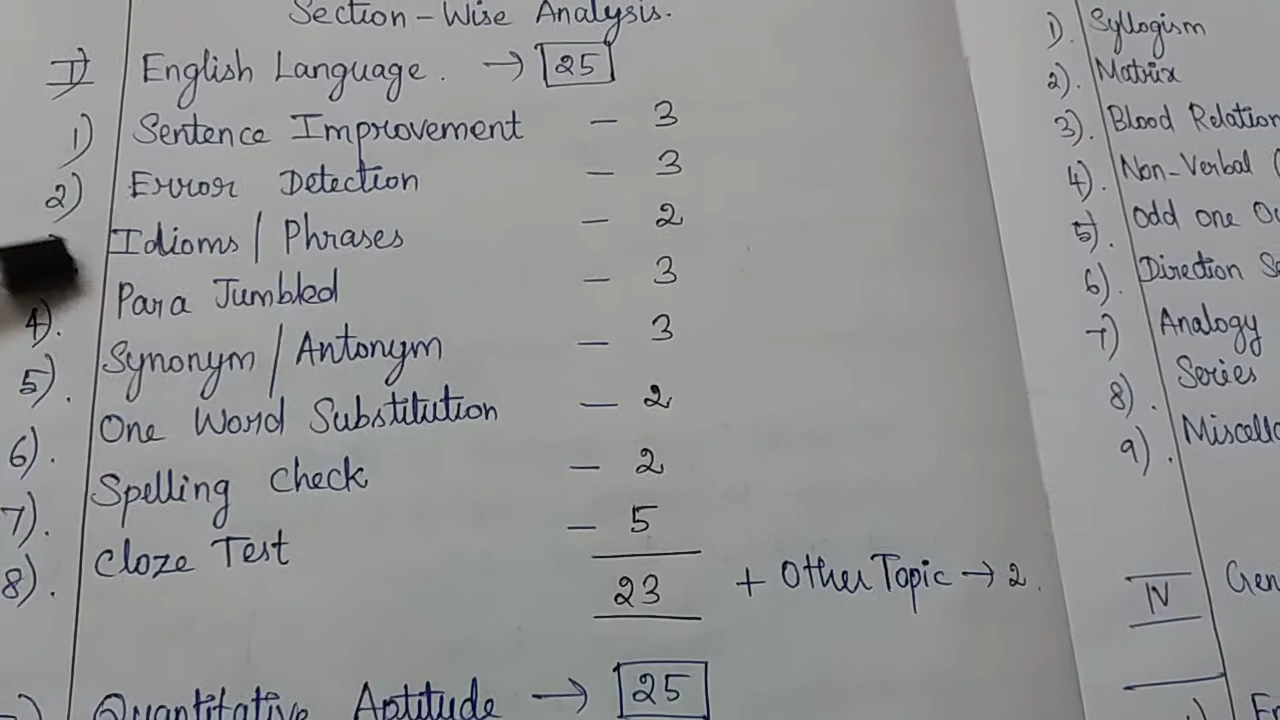 Section - Wise Analysis.
I) English Language. → 25
1) Sentence Improvement - 3
2) Error Detection - 3
Idioms / Phrases - 2
4). Para Jumbled - 3
5). Synonym / Antonym - 3
6). One Word Substitution - 2
7). Spelling Check - 2
8). Cloze Test - 5
23 + Other Topic → 2.
Quantitative Aptitude → 25
1). Syllogism
2). Matrix
3). Blood Relation
4). Non-Verbal
5). Odd one
6). Direction
7) Analogy
8). Series
9).
IV